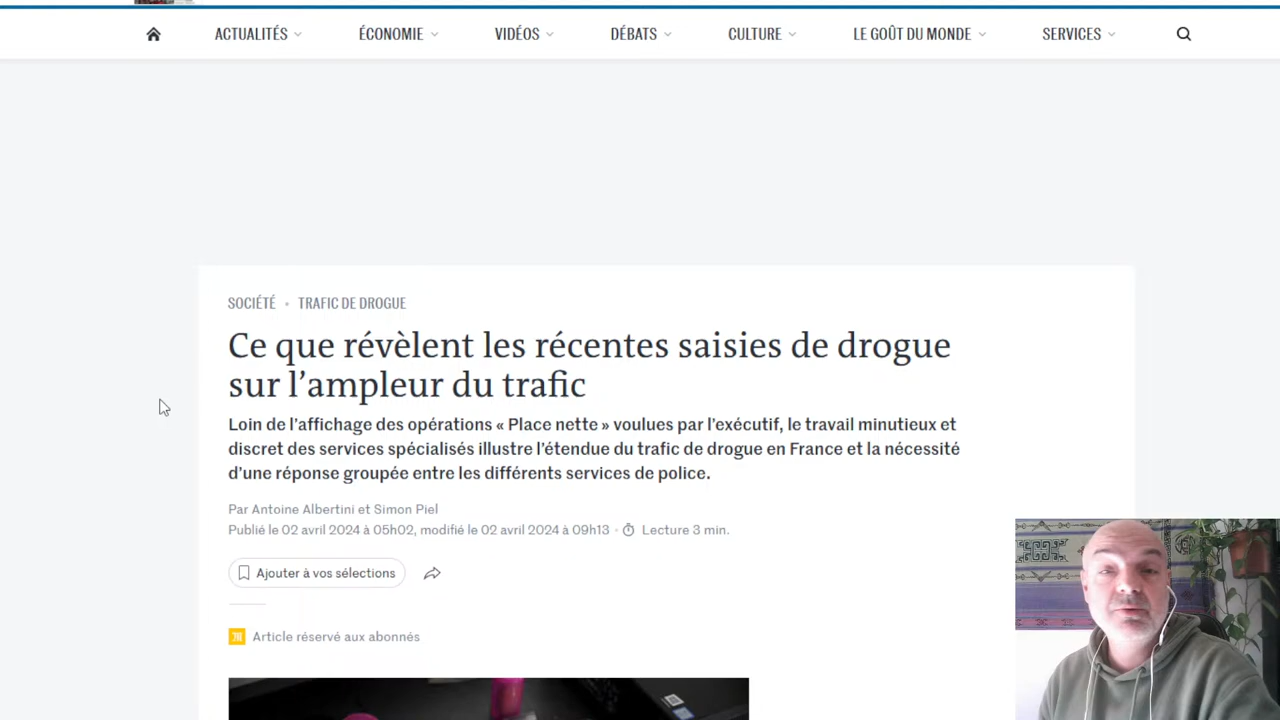 ACTUALITÉS ÉCONOMIE VIDÉOS DÉBATS CULTURE LE GOÛT DU MONDE SERVICES
SOCIÉTÉ • TRAFIC DE DROGUE
Ce que révèlent les récentes saisies de drogue
sur l’ampleur du trafic
Loin de l’affichage des opérations « Place nette » voulues par l’exécutif, le travail minutieux et
discret des services spécialisés illustre l’étendue du trafic de drogue en France et la nécessité
d’une réponse groupée entre les différents services de police.
Par Antoine Albertini et Simon Piel
Publié le 02 avril 2024 à 05h02, modifié le 02 avril 2024 à 09h13 · Lecture 3 min.
Ajouter à vos sélections
M Article réservé aux abonnés